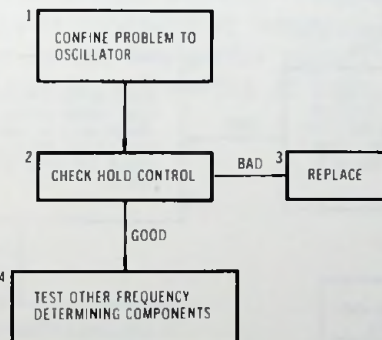 1
CONFINE PROBLEM TO
OSCILLATOR
2
CHECK HOLD CONTROL
BAD
3
REPLACE
GOOD
4
TEST OTHER FREQUENCY
DETERMINING COMPONENTS